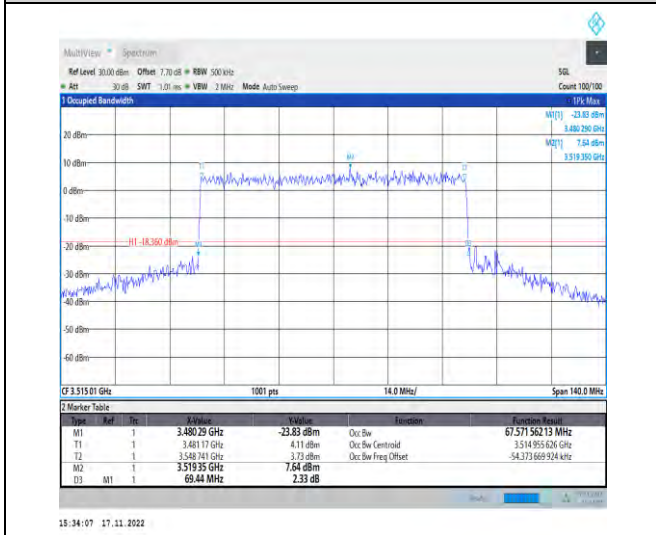 MultiView Spectrum
Ref Level 30.00 dBm Offset 7.70 dB RBW 500 kHz SGL
Att 30 dB SWT 1.01 ms VBW 2 MHz Mode Auto Sweep Count 100/100
1 Occupied Bandwidth 1Pk Max
M1[1] -23.83 dBm
3.480 290 GHz
M2[1] 7.64 dBm
3.519 350 GHz
20 dBm
10 dBm
0 dBm
-10 dBm
H1 -18.360 dBm
-20 dBm
-30 dBm
-40 dBm
-50 dBm
-60 dBm
CF 3.515 01 GHz 1001 pts 14.0 MHz/ Span 140.0 MHz
2 Marker Table
Type Ref Trc X-Value Y-Value Function Function Result
M1 1 3.480 29 GHz -23.83 dBm Occ Bw 67.571 562 13 MHz
T1 1 3.481 17 GHz 4.11 dBm Occ Bw Centroid 3.514 955 626 GHz
T2 1 3.548 741 GHz 3.73 dBm Occ Bw Freq Offset -54.373 669 924 kHz
M2 1 3.519 35 GHz 7.64 dBm
D3 M1 1 69.44 MHz 2.33 dB
15:34:07 17.11.2022